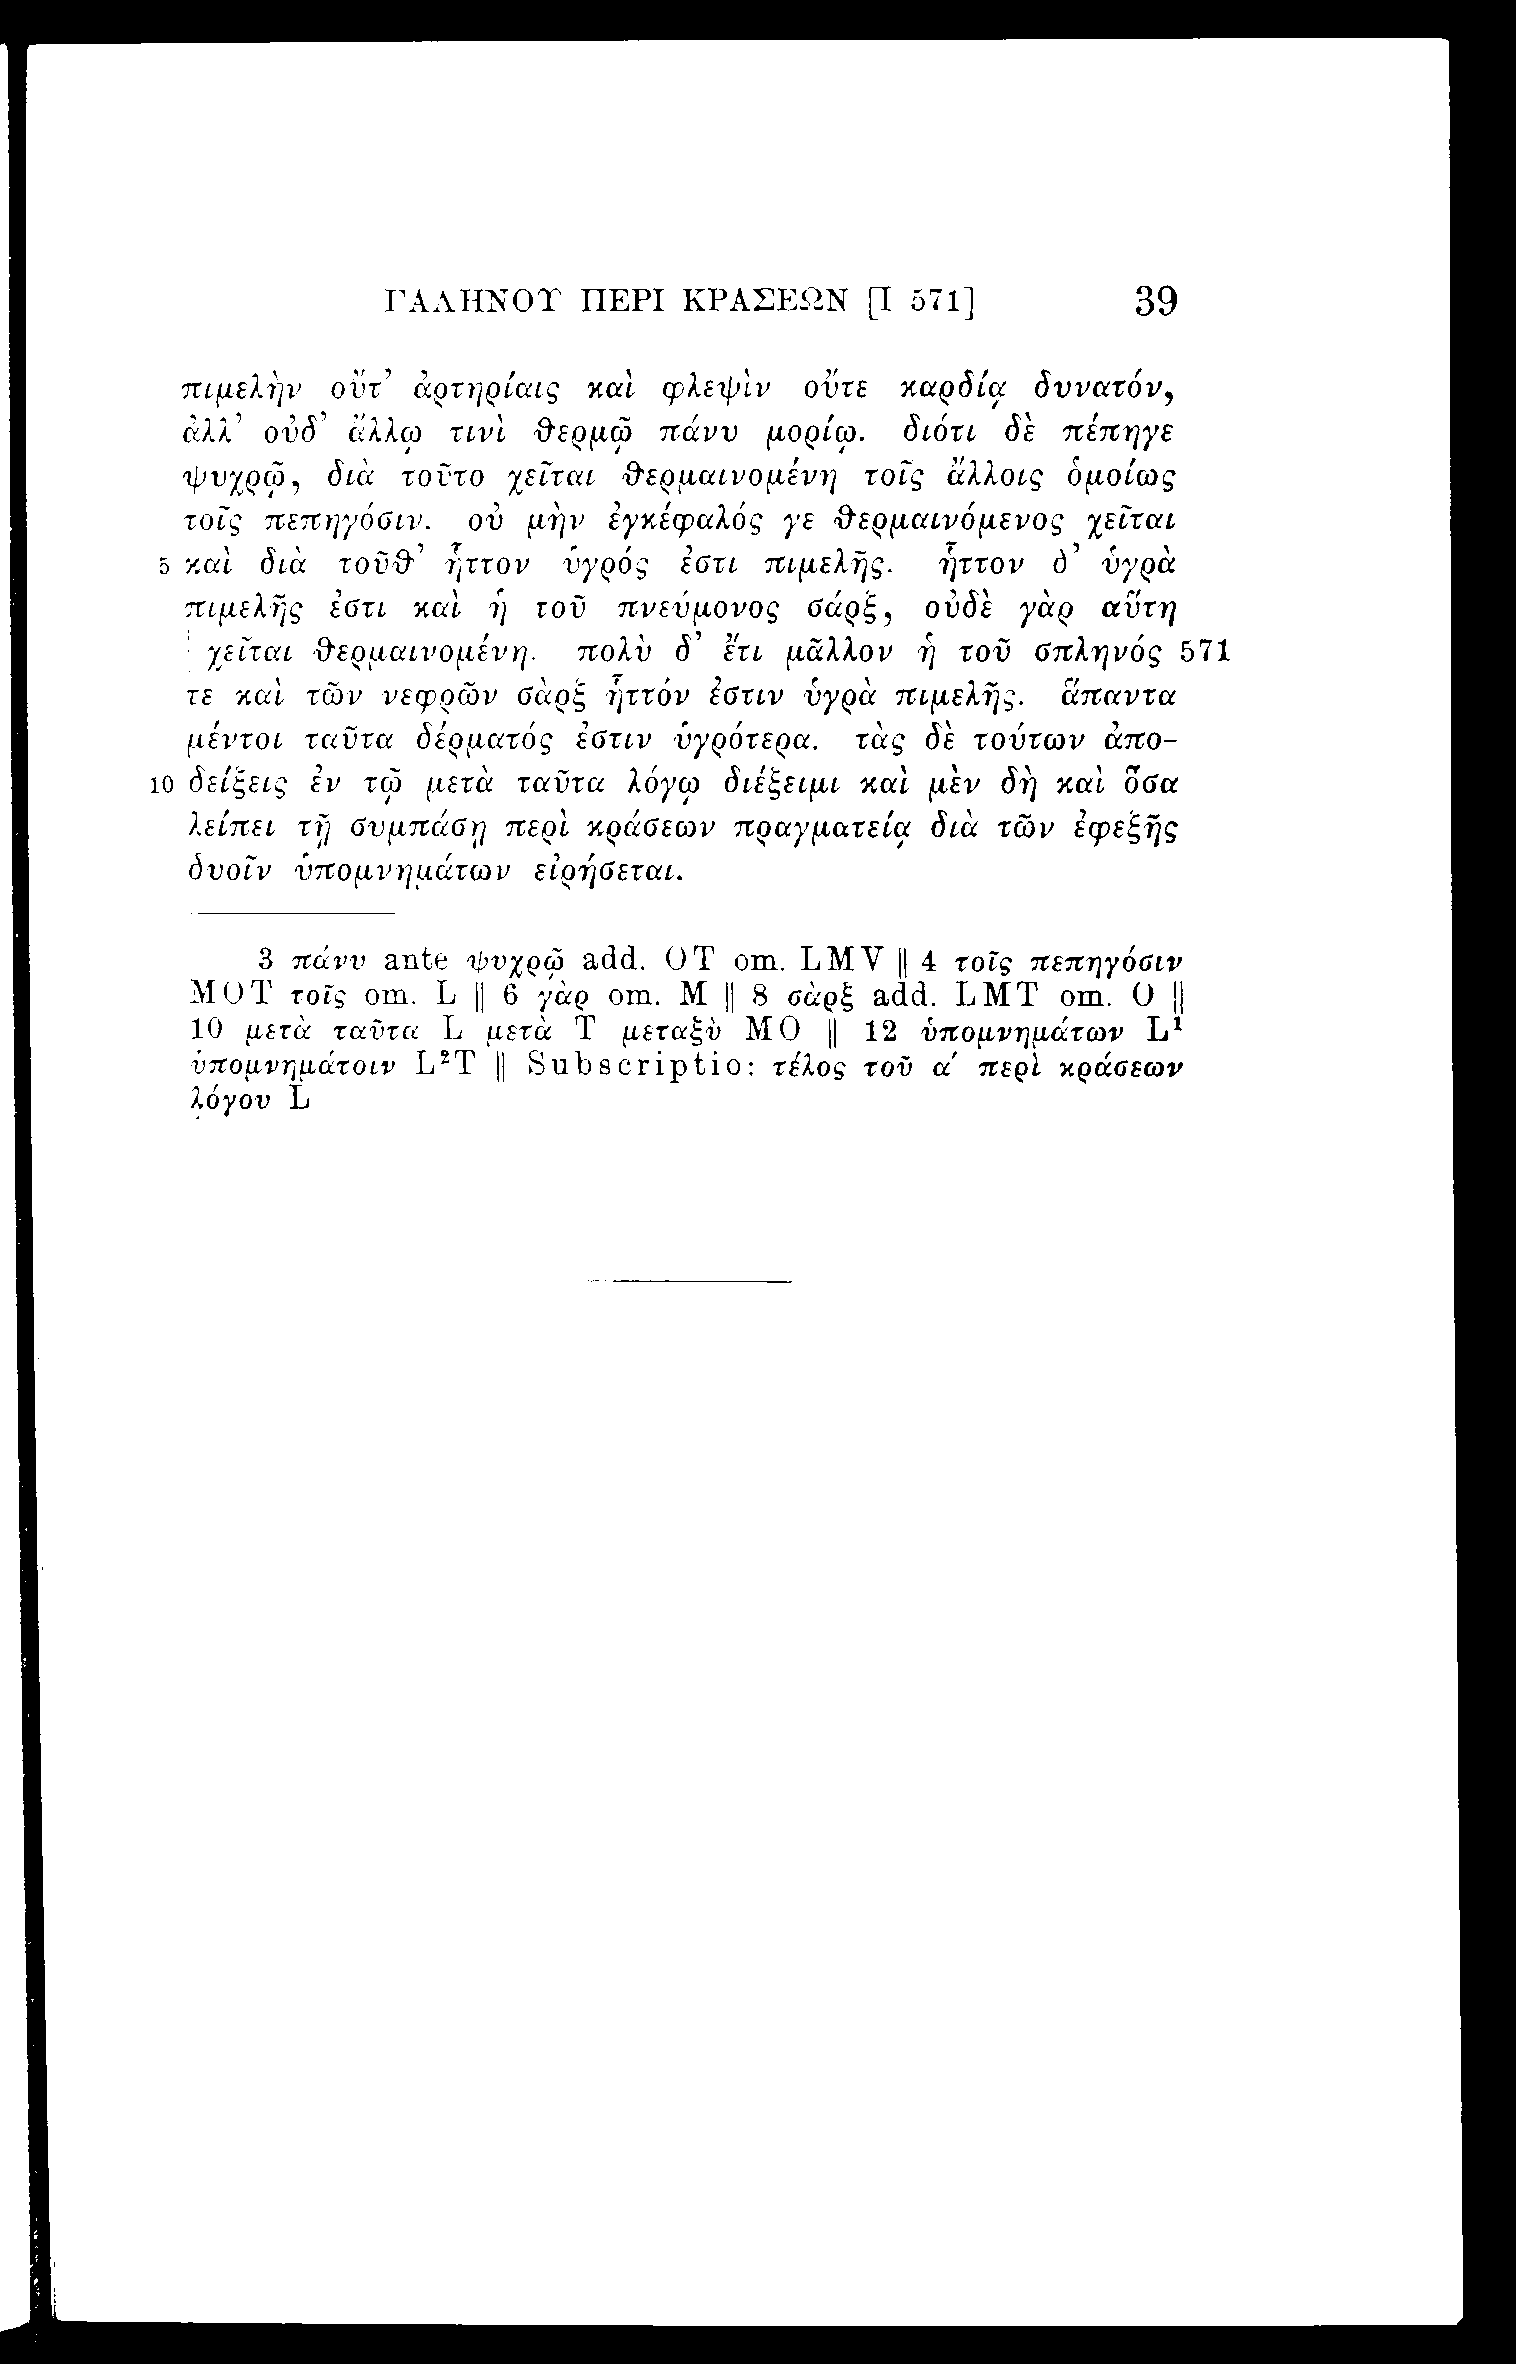 ΓΑΛΗΝΟΥ ΠΕΡΙ ΚΡΑΣΕΩΝ [I 571] 39
πιμελὴν οὔτ’ ἀρτηρίαις καὶ φλεψὶν οὔτε καρδίᾳ δυνατόν,
ἀλλ’ οὐδ’ ἄλλῳ τινὶ θερμῷ πάνυ μορίῳ. διότι δὲ πέπηγε
ψυχρῷ, διὰ τοῦτο χεῖται θερμαινομένη τοῖς ἄλλοις ὁμοίως
τοῖς πεπηγόσιν. οὐ μὴν ἐγκέφαλός γε θερμαινόμενος χεῖται
5 καὶ διὰ τοῦθ’ ἧττον ὑγρός ἐστι πιμελῆς. ἧττον δ’ ὑγρὰ
πιμελῆς ἐστι καὶ ἡ τοῦ πνεύμονος σάρξ, οὐδὲ γὰρ αὕτη
χεῖται θερμαινομένη. πολὺ δ’ ἔτι μᾶλλον ἡ τοῦ σπληνός 571
τε καὶ τῶν νεφρῶν σὰρξ ἧττόν ἐστιν ὑγρὰ πιμελῆς. ἅπαντα
μέντοι ταῦτα δέρματός ἐστιν ὑγρότερα. τὰς δὲ τούτων ἀπο-
10 δείξεις ἐν τῷ μετὰ ταῦτα λόγῳ διέξειμι καὶ μὲν δὴ καὶ ὅσα
λείπει τῇ συμπάσῃ περὶ κράσεων πραγματείᾳ διὰ τῶν ἐφεξῆς
δυοῖν ὑπομνημάτων εἰρήσεται.
3 πάνυ ante ψυχρῷ add. OT om. LMV || 4 τοῖς πεπηγόσιν
MOT τοῖς om. L || 6 γὰρ om. M || 8 σὰρξ add. LMT om. O ||
10 μετὰ ταῦτα L μετὰ T μεταξὺ MO || 12 ὑπομνημάτων L¹
ὑπομνημάτοιν L²T || Subscriptio: τέλος τοῦ α′ περὶ κράσεων
λόγου L